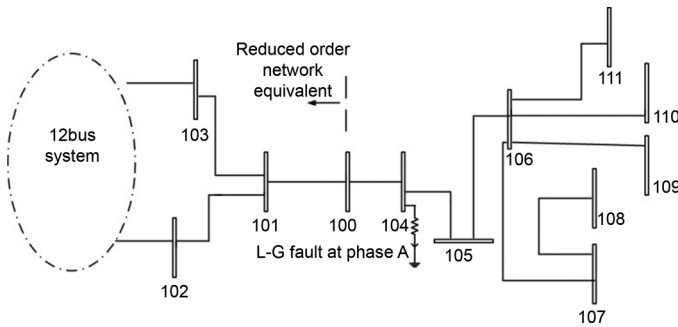 Reduced order
network
equivalent
111
110
103
106
12bus
system
109
108
101
100
104
L-G fault at phase A
105
102
107